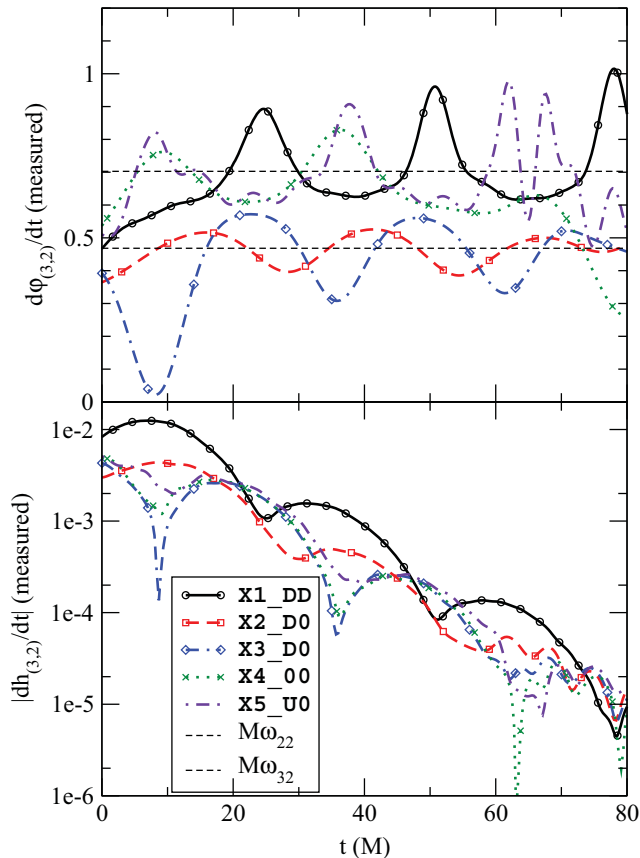 1
0.5
0
dφ(3,2)/dt (measured)
1e-2
1e-3
1e-4
1e-5
1e-6
|dh(3,2)/dt| (measured)
X1_DD
X2_D0
X3_D0
X4_00
X5_U0
Mω22
Mω32
0 20 40 60 80
t (M)